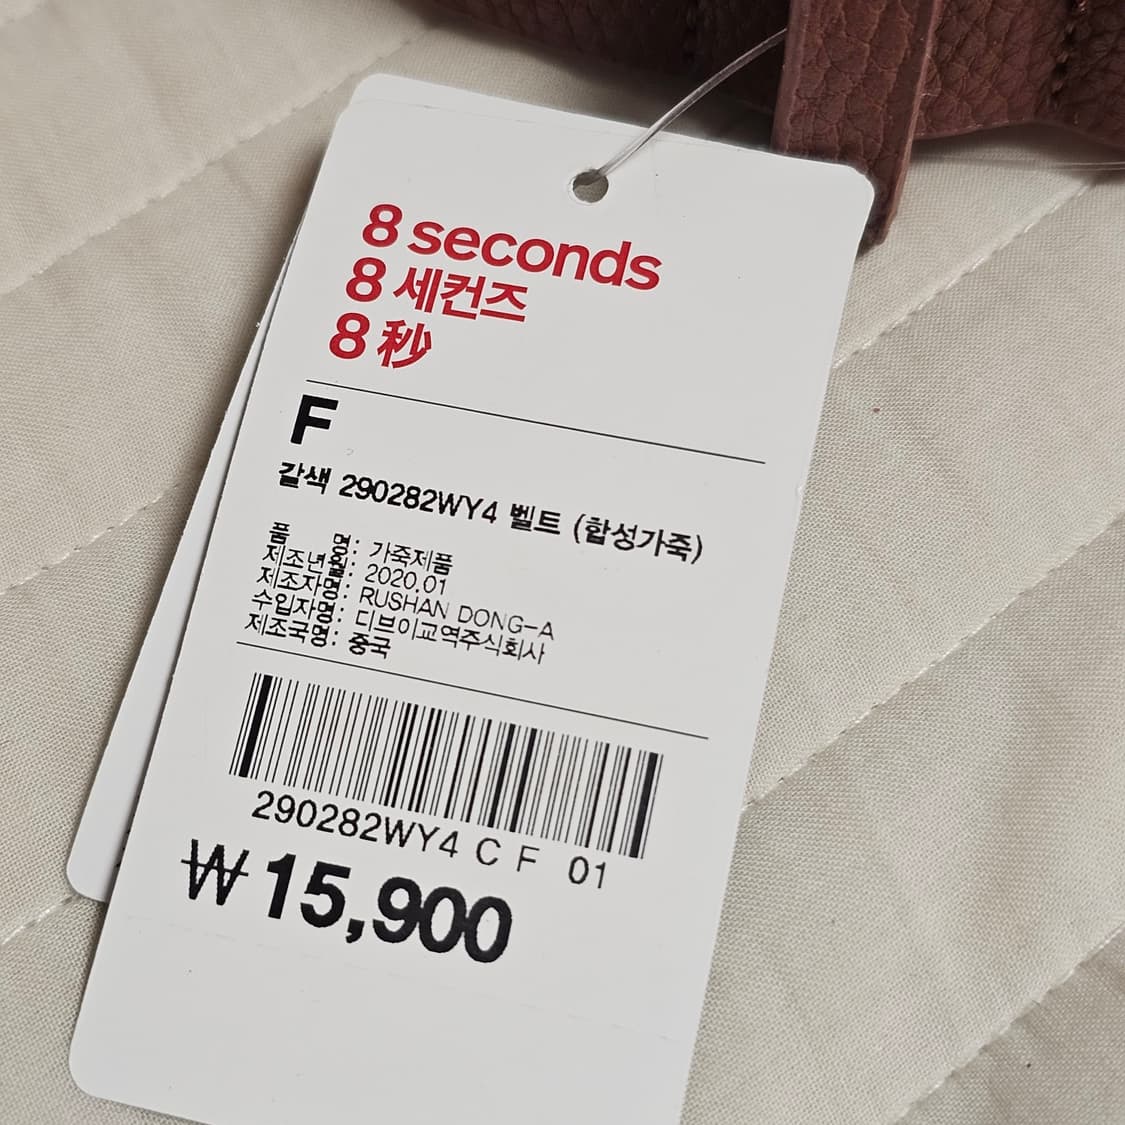 8 seconds
8 세컨즈
8 秒
F
갈색 290282WY4 벨트 (합성가죽)
품 명: 가죽제품
제조년월: 2020.01
제조자명: RUSHAN DONG-A
수입자명: 디브이교역주식회사
제조국명: 중국
290282WY4 C F 01
₩15,900